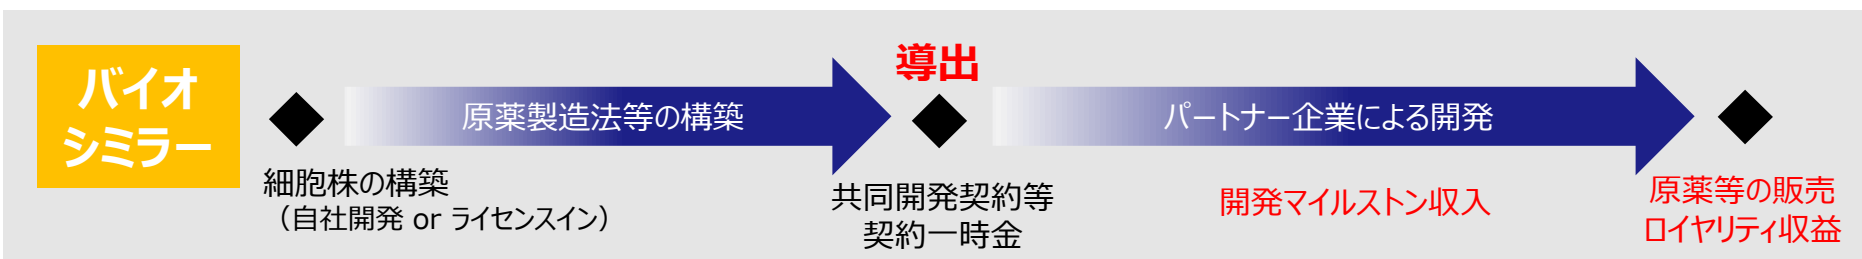 バイオ
シミラー
原薬製造法等の構築
細胞株の構築
（自社開発 or ライセンスイン）
導出
共同開発契約等
契約一時金
パートナー企業による開発
開発マイルストン収入
原薬等の販売
ロイヤリティ収益